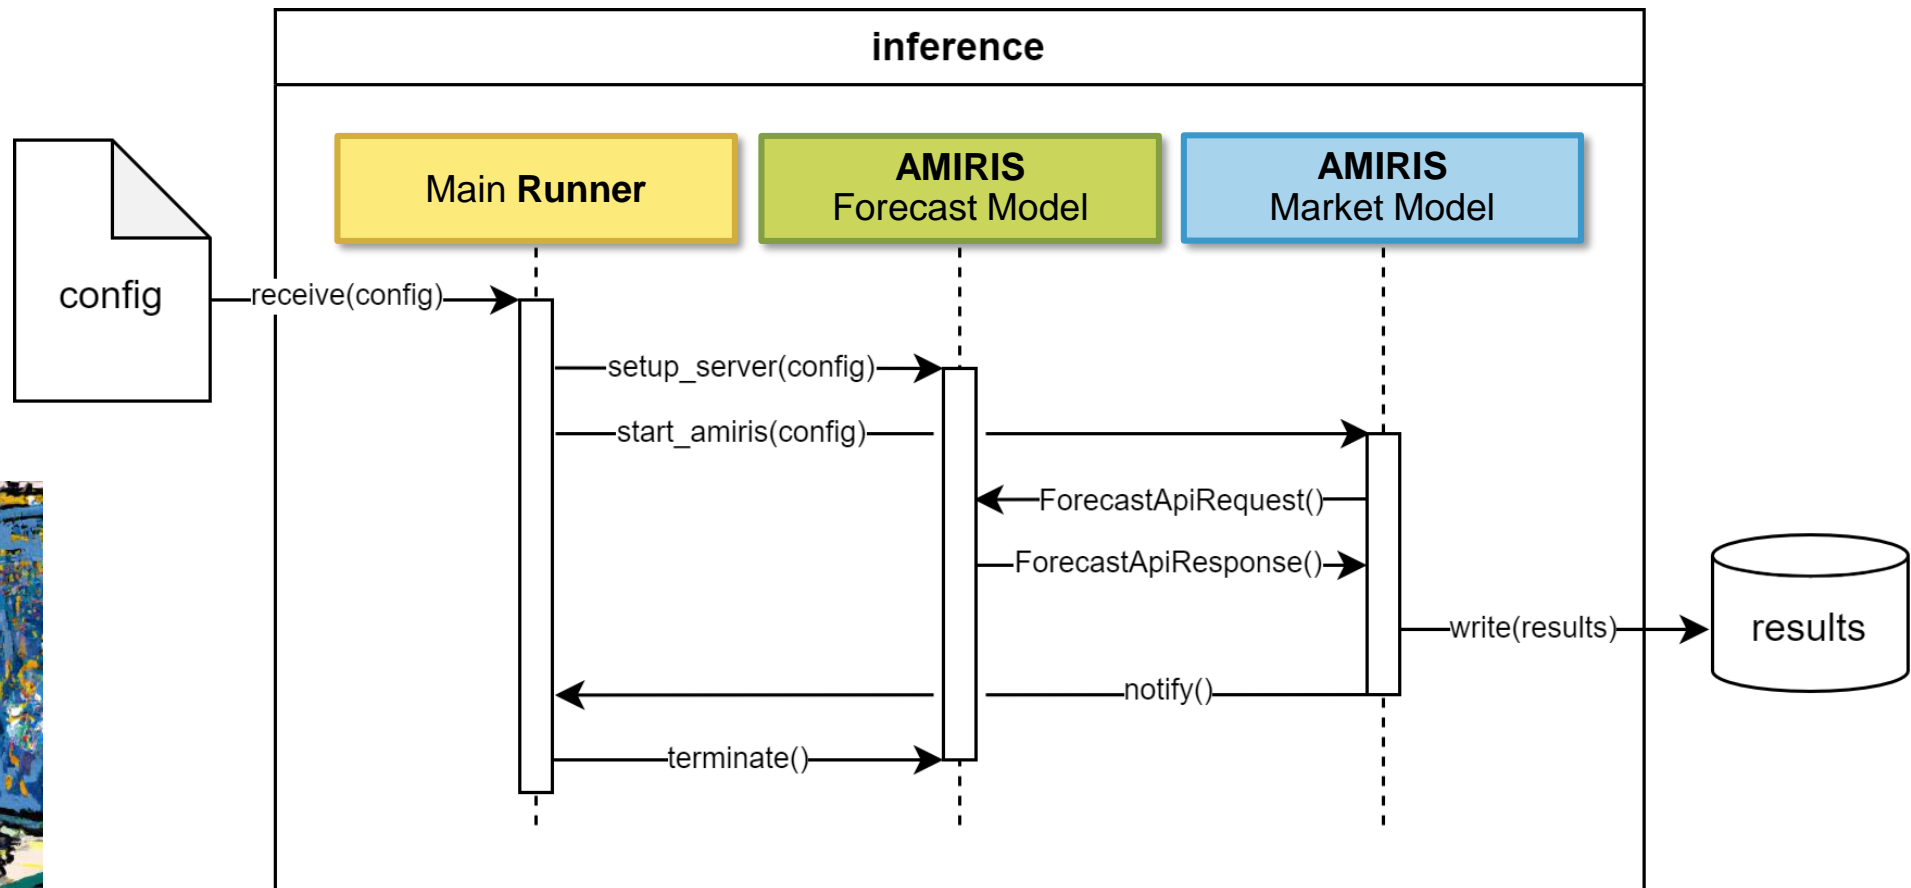 inference
Main Runner
AMIRIS
Forecast Model
AMIRIS
Market Model
config
receive(config)
setup_server(config)
start_amiris(config)
ForecastApiRequest()
ForecastApiResponse()
write(results)
results
notify()
terminate()